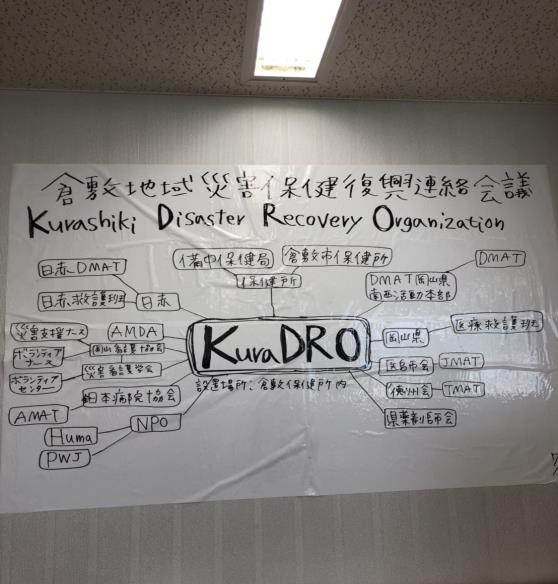 倉敷地域災害保健復興連絡会議
Kurashiki Disaster Recovery Organization
備中保健局
倉敷市保健所
保健所
日赤DMAT
日赤救護班
日赤
DMAT岡山県
南西活動本部
DMAT
災害支援ナース
ボランティア
ナース
ボランティア
センター
AMDA
岡山県看護協会
災害看護学会
KuraDRO
岡山県
医療救護班
医師会
JMAT
徳州会
TMAT
県薬剤師会
設置場所、倉敷保健所内
AMAT
全日本病院協会
NPO
Huma
PWJ